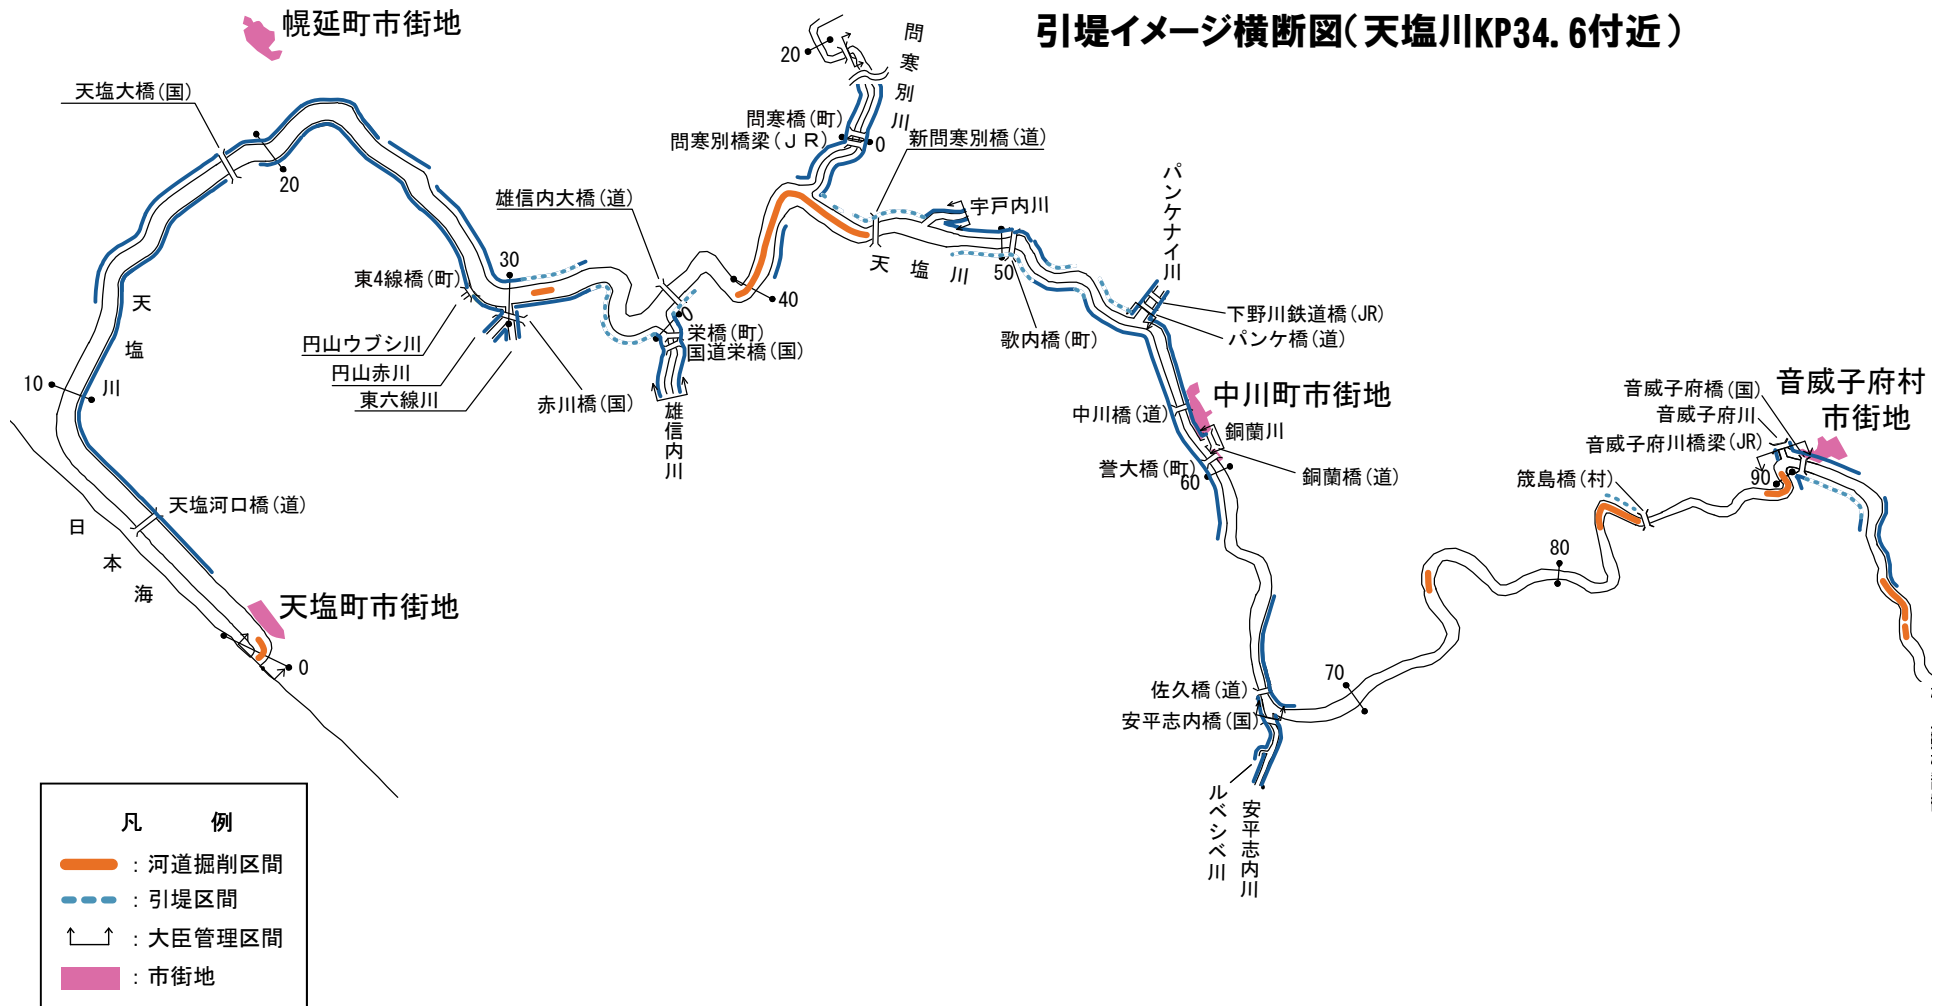 引堤イメージ横断図(天塩川KP34.6付近)
幌延町市街地
天塩大橋(国)
20
20
問寒別川
問寒橋(町)
問寒別橋梁(JR)
0
新問寒別橋(道)
雄信内大橋(道)
宇戸内川
パンケナイ川
30
東4線橋(町)
40
天塩川
50
下野川鉄道橋(JR)
パンケ橋(道)
歌内橋(町)
0
栄橋(町)
国道栄橋(国)
円山ウブシ川
円山赤川
東六線川
赤川橋(国)
雄信内川
天塩川
10
中川町市街地
中川橋(道)
銅蘭川
誉大橋(町)
銅蘭橋(道)
60
音威子府村
市街地
音威子府橋(国)
音威子府川
音威子府川橋梁(JR)
筬島橋(村)
90
80
天塩河口橋(道)
日本海
天塩町市街地
0
70
佐久橋(道)
安平志内橋(国)
ルベシベ川
安平志内川
凡 例
:河道掘削区間
:引堤区間
:大臣管理区間
:市街地